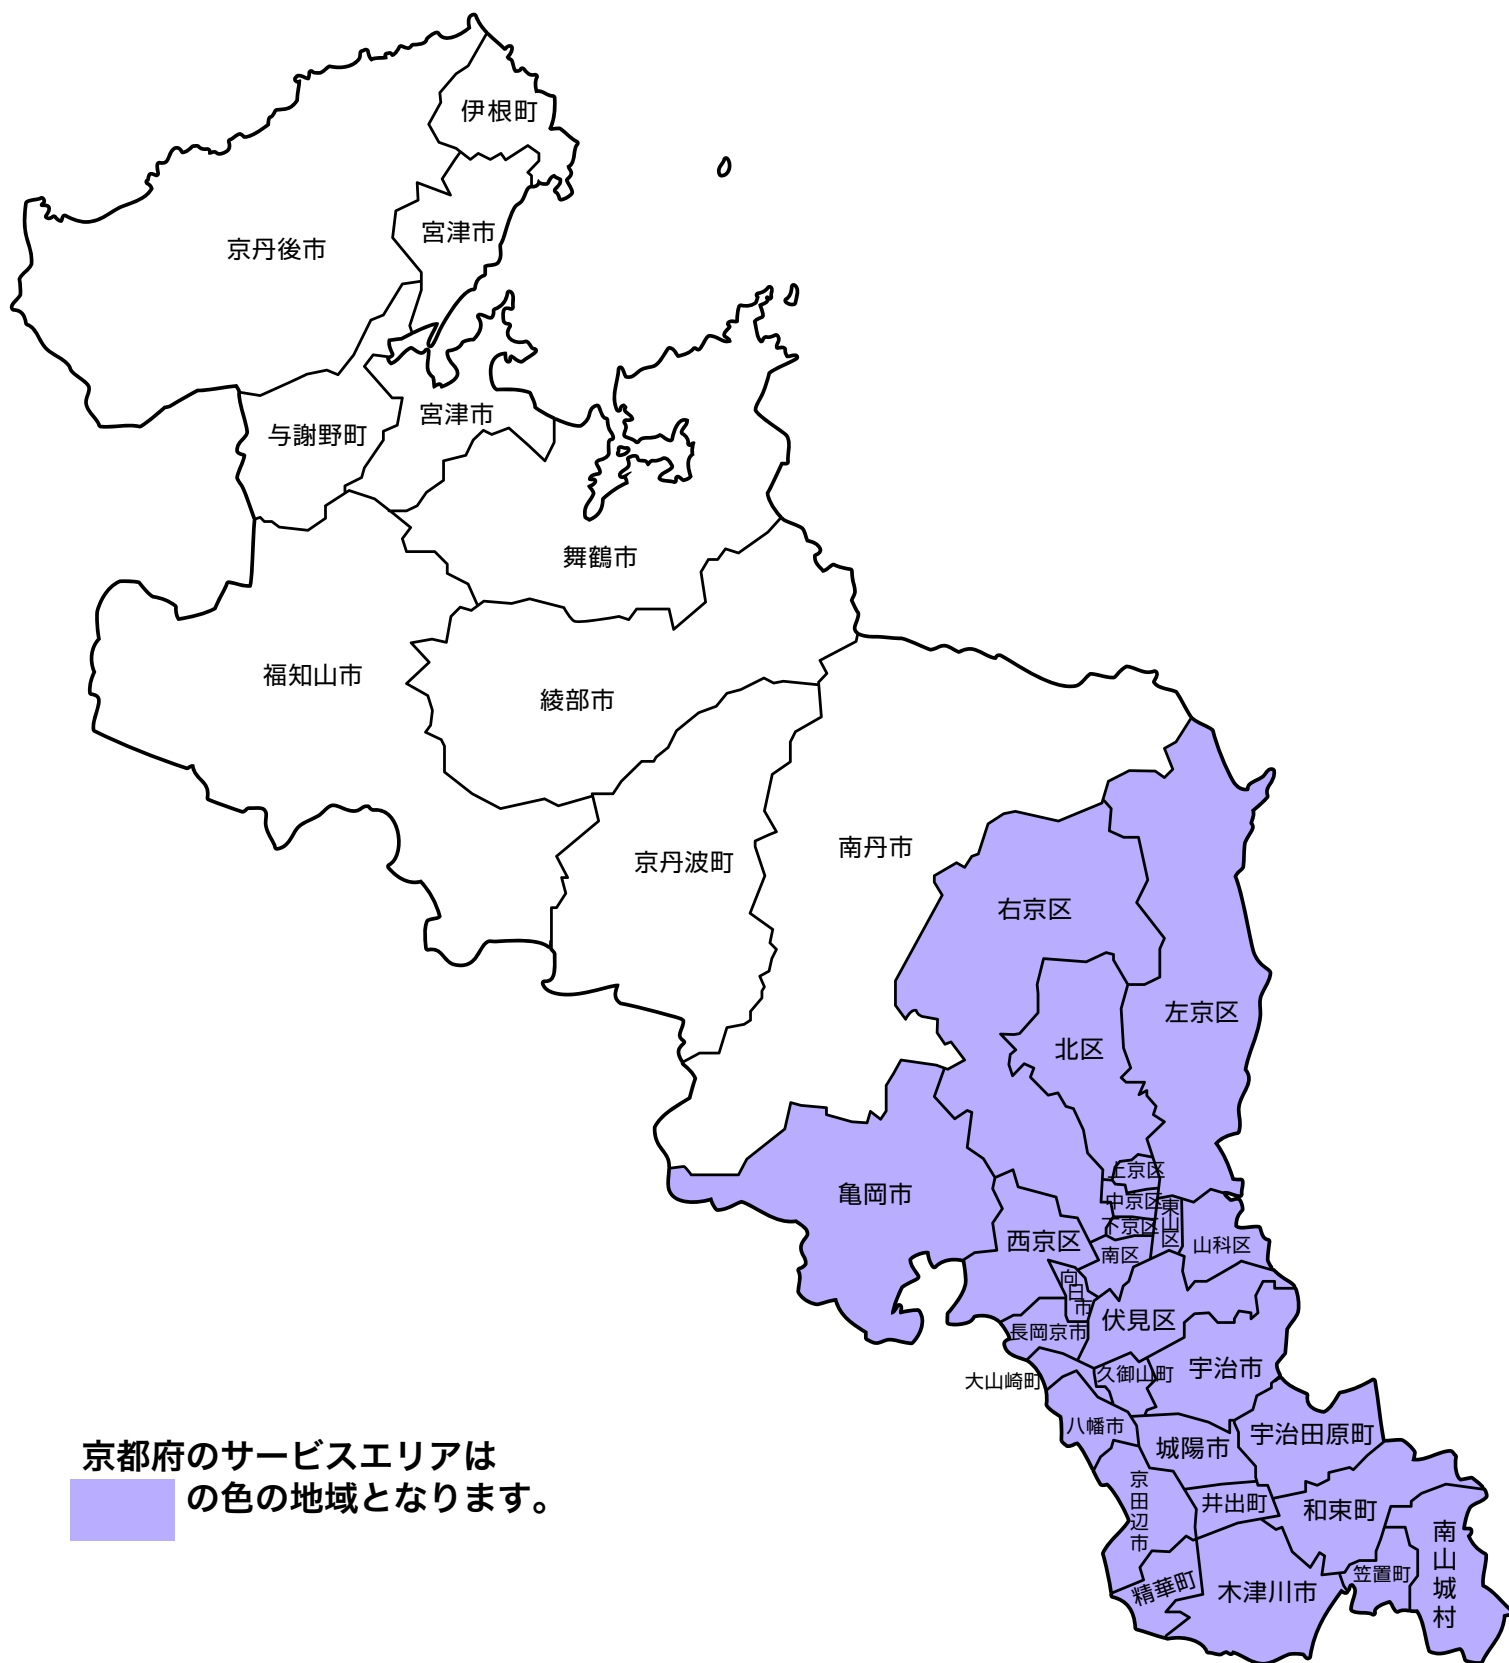 伊根町
宮津市
京丹後市
宮津市
与謝野町
舞鶴市
福知山市
綾部市
京丹波町
南丹市
右京区
左京区
北区
上京区
亀岡市
中京区
東山区
下京区
西京区
南区
山科区
向日市
伏見区
長岡京市
宇治市
久御山町
大山崎町
八幡市
宇治田原町
城陽市
京田辺市
井出町
和束町
南山城村
笠置町
精華町
木津川市
京都府のサービスエリアは
の色の地域となります。